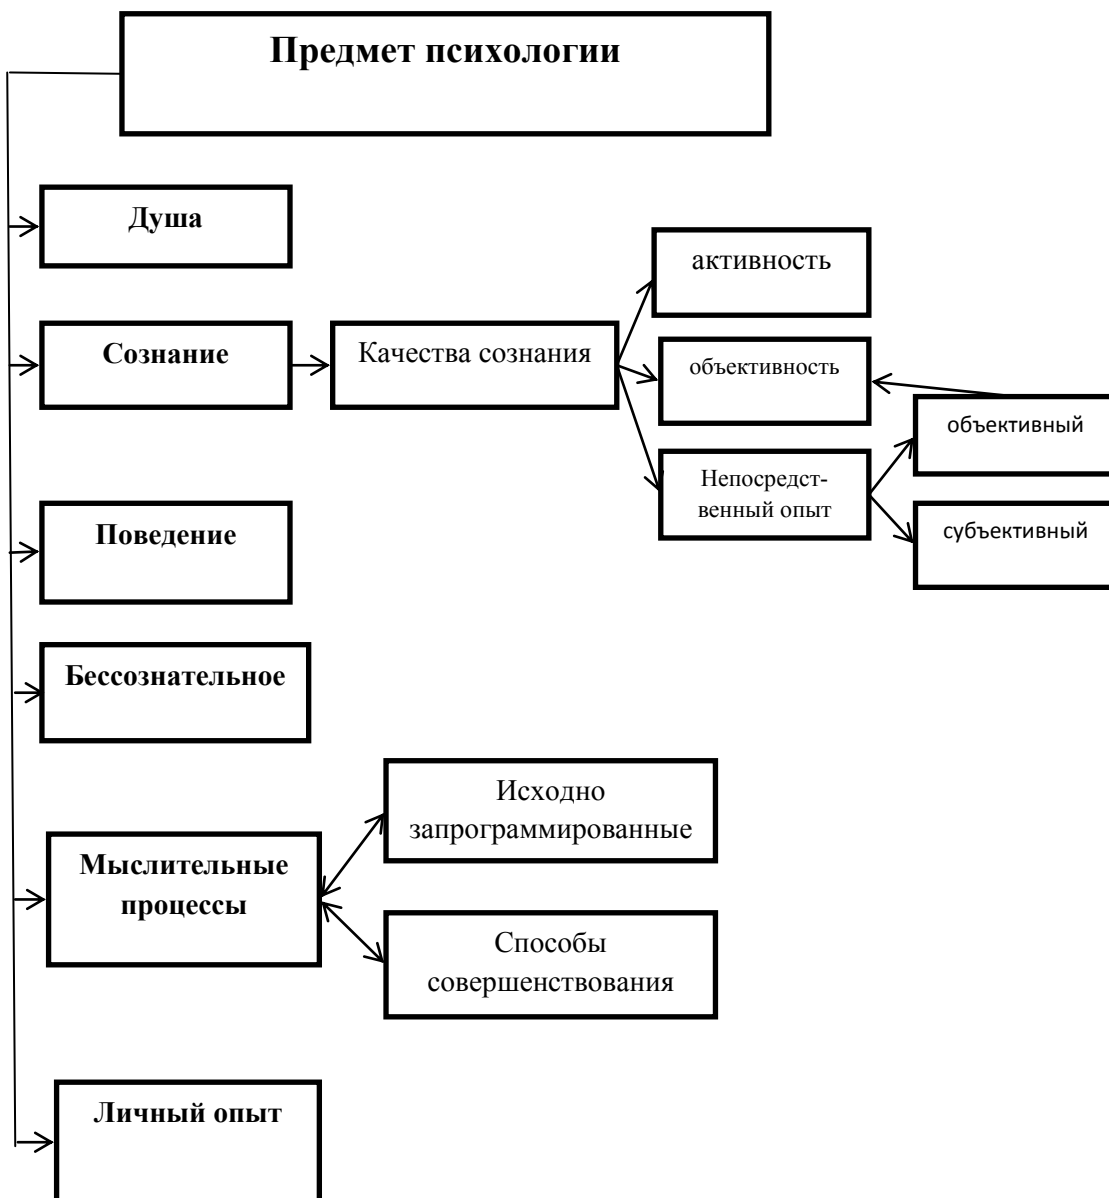 Предмет психологии
Душа
активность
Сознание
Качества сознания
объективность
объективный
Непосредст-
венный опыт
субъективный
Поведение
Бессознательное
Исходно
запрограммированные
Мыслительные
процессы
Способы
совершенствования
Личный опыт